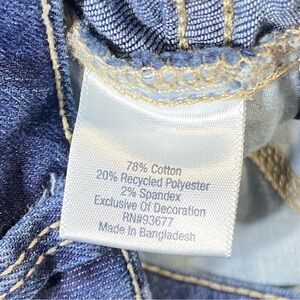 78% Cotton
20% Recycled Polyester
2% Spandex
Exclusive Of Decoration
RN#93677
Made In Bangladesh